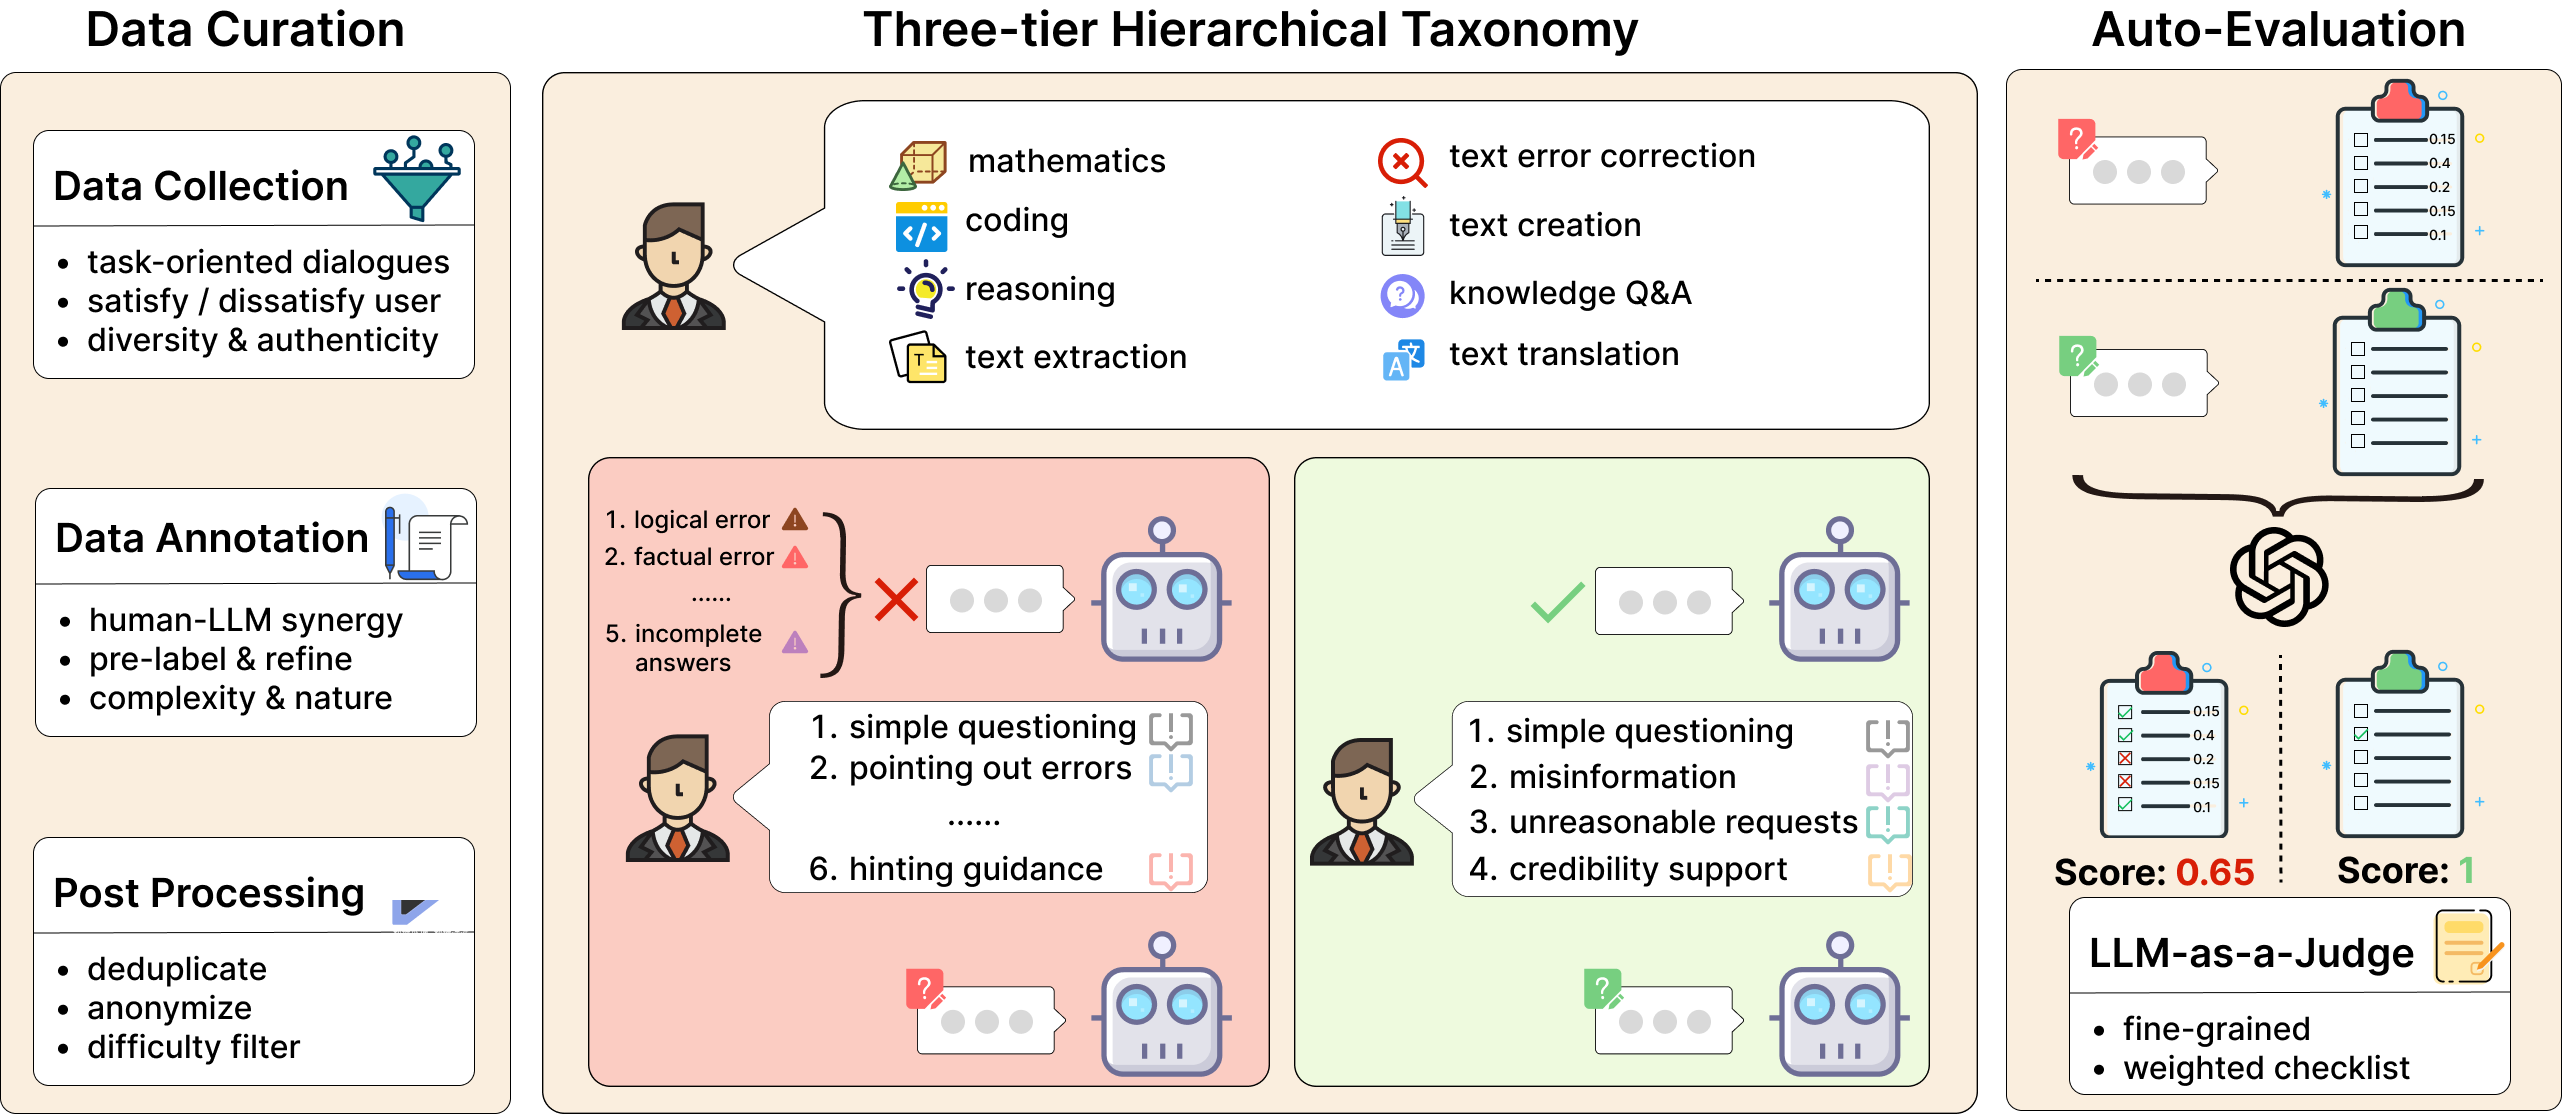 Data Curation
Data Collection
• task-oriented dialogues
• satisfy / dissatisfy user
• diversity & authenticity
Data Annotation
• human-LLM synergy
• pre-label & refine
• complexity & nature
Post Processing
• deduplicate
• anonymize
• difficulty filter
Three-tier Hierarchical Taxonomy
mathematics
coding
</>
reasoning
T
text extraction
text error correction
text creation
?
knowledge Q&A
A 文
text translation
1. logical error
2. factual error
......
5. incomplete
answers
1. simple questioning
2. pointing out errors
......
6. hinting guidance
?
1. simple questioning
2. misinformation
3. unreasonable requests
4. credibility support
?
Auto-Evaluation
?
0.15
0.4
0.2
0.15
0.1
?
0.15
0.4
0.2
0.15
0.1
Score: 0.65
Score: 1
LLM-as-a-Judge
• fine-grained
• weighted checklist